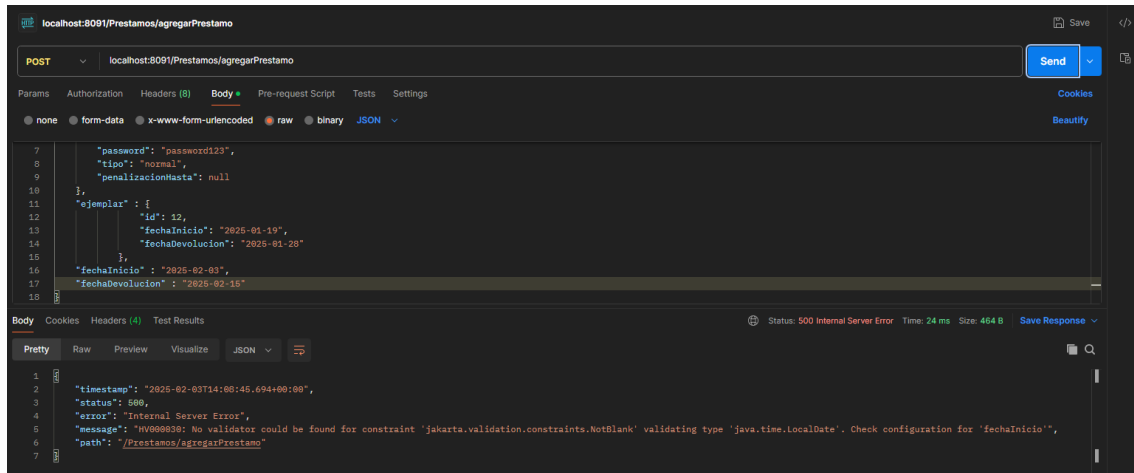 HTTP localhost:8091/Prestamos/agregarPrestamo Save
POST localhost:8091/Prestamos/agregarPrestamo Send
Params Authorization Headers (8) Body Pre-request Script Tests Settings Cookies
none form-data x-www-form-urlencoded raw binary JSON Beautify
7 "password": "password123",
8 "tipo": "normal",
9 "penalizacionHasta": null
10 },
11 "ejemplar" : {
12 "id": 12,
13 "fechaInicio": "2025-01-19",
14 "fechaDevolucion": "2025-01-28"
15 },
16 "fechaInicio" : "2025-02-03",
17 "fechaDevolucion" : "2025-02-15"
18 }
Body Cookies Headers (4) Test Results Status: 500 Internal Server Error Time: 24 ms Size: 464 B Save Response
Pretty Raw Preview Visualize JSON
1 {
2 "timestamp": "2025-02-03T14:08:45.694+00:00",
3 "status": 500,
4 "error": "Internal Server Error",
5 "message": "HV000030: No validator could be found for constraint 'jakarta.validation.constraints.NotBlank' validating type 'java.time.LocalDate'. Check configuration for 'fechaInicio'",
6 "path": "/Prestamos/agregarPrestamo"
7 }